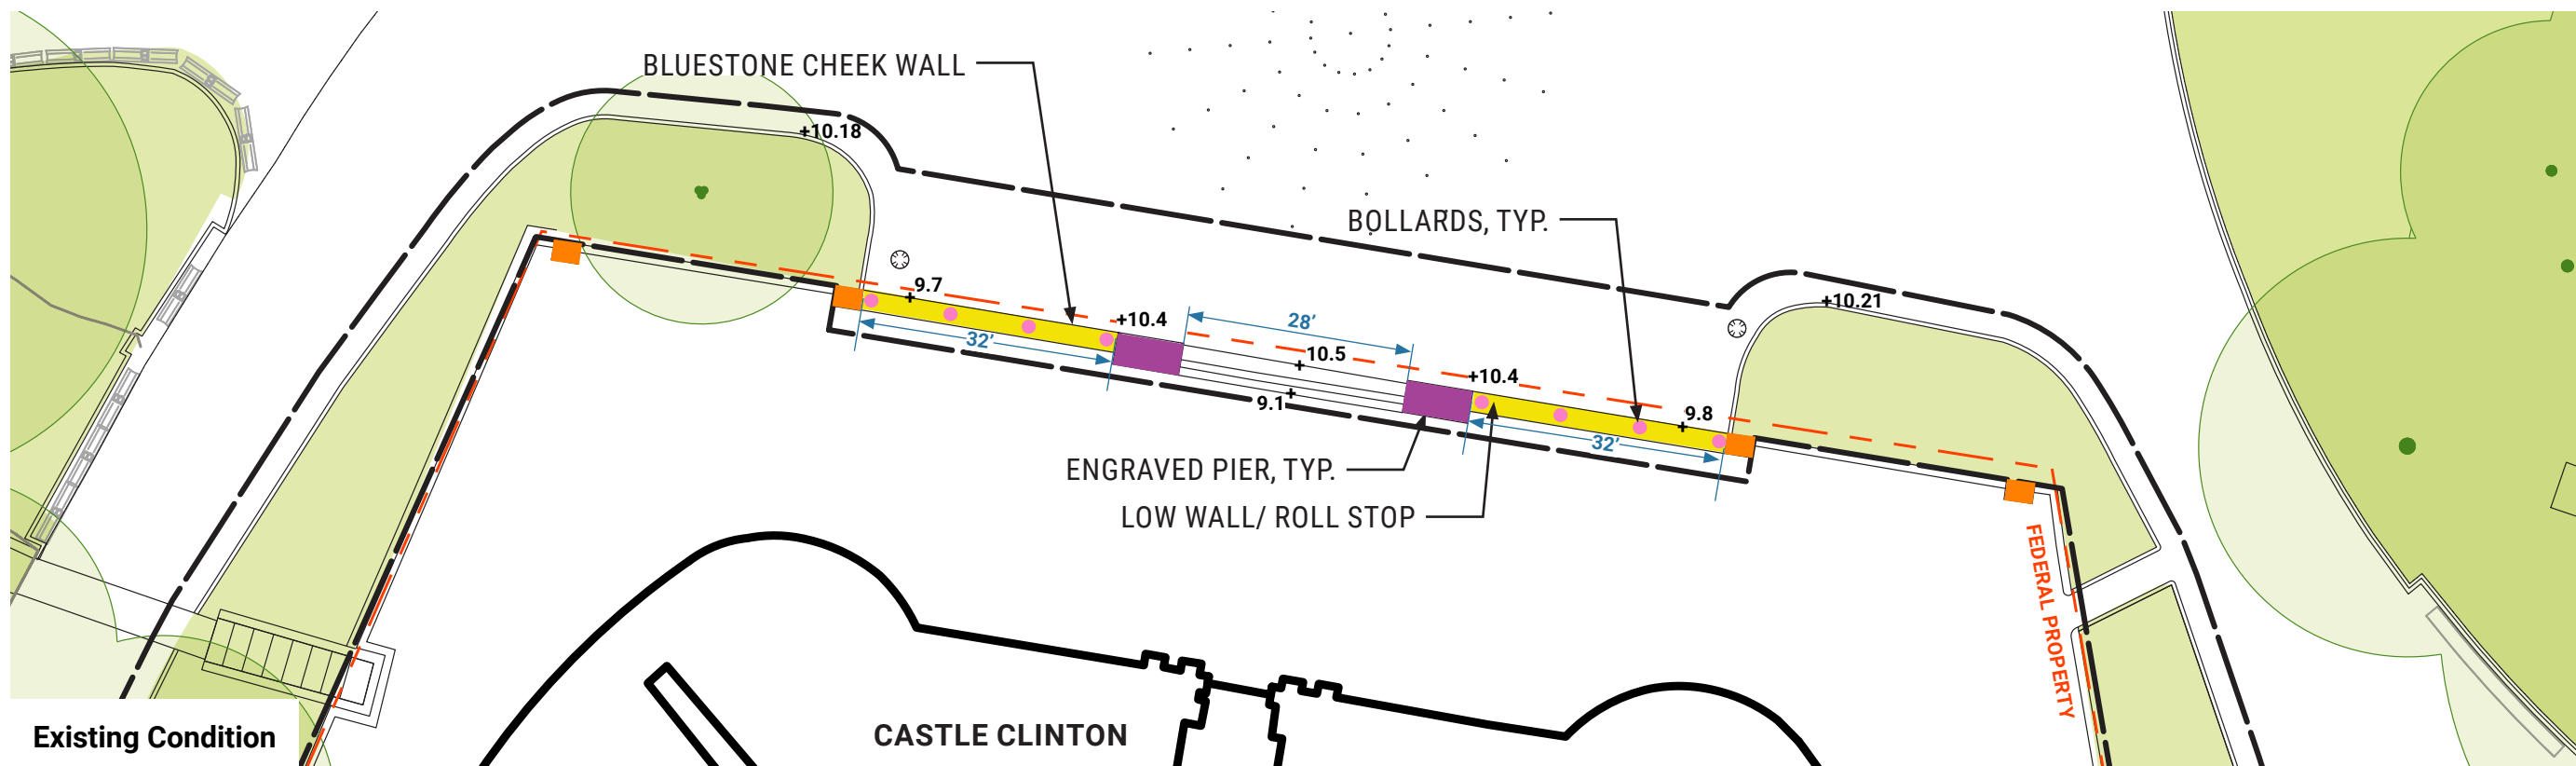 BLUESTONE CHEEK WALL
+10.18
BOLLARDS, TYP.
9.7
+
+10.4
28'
32'
+10.5
+
+10.21
+10.4
9.1
+
9.8
+
32'
ENGRAVED PIER, TYP.
LOW WALL/ ROLL STOP
FEDERAL PROPERTY
CASTLE CLINTON
Existing Condition